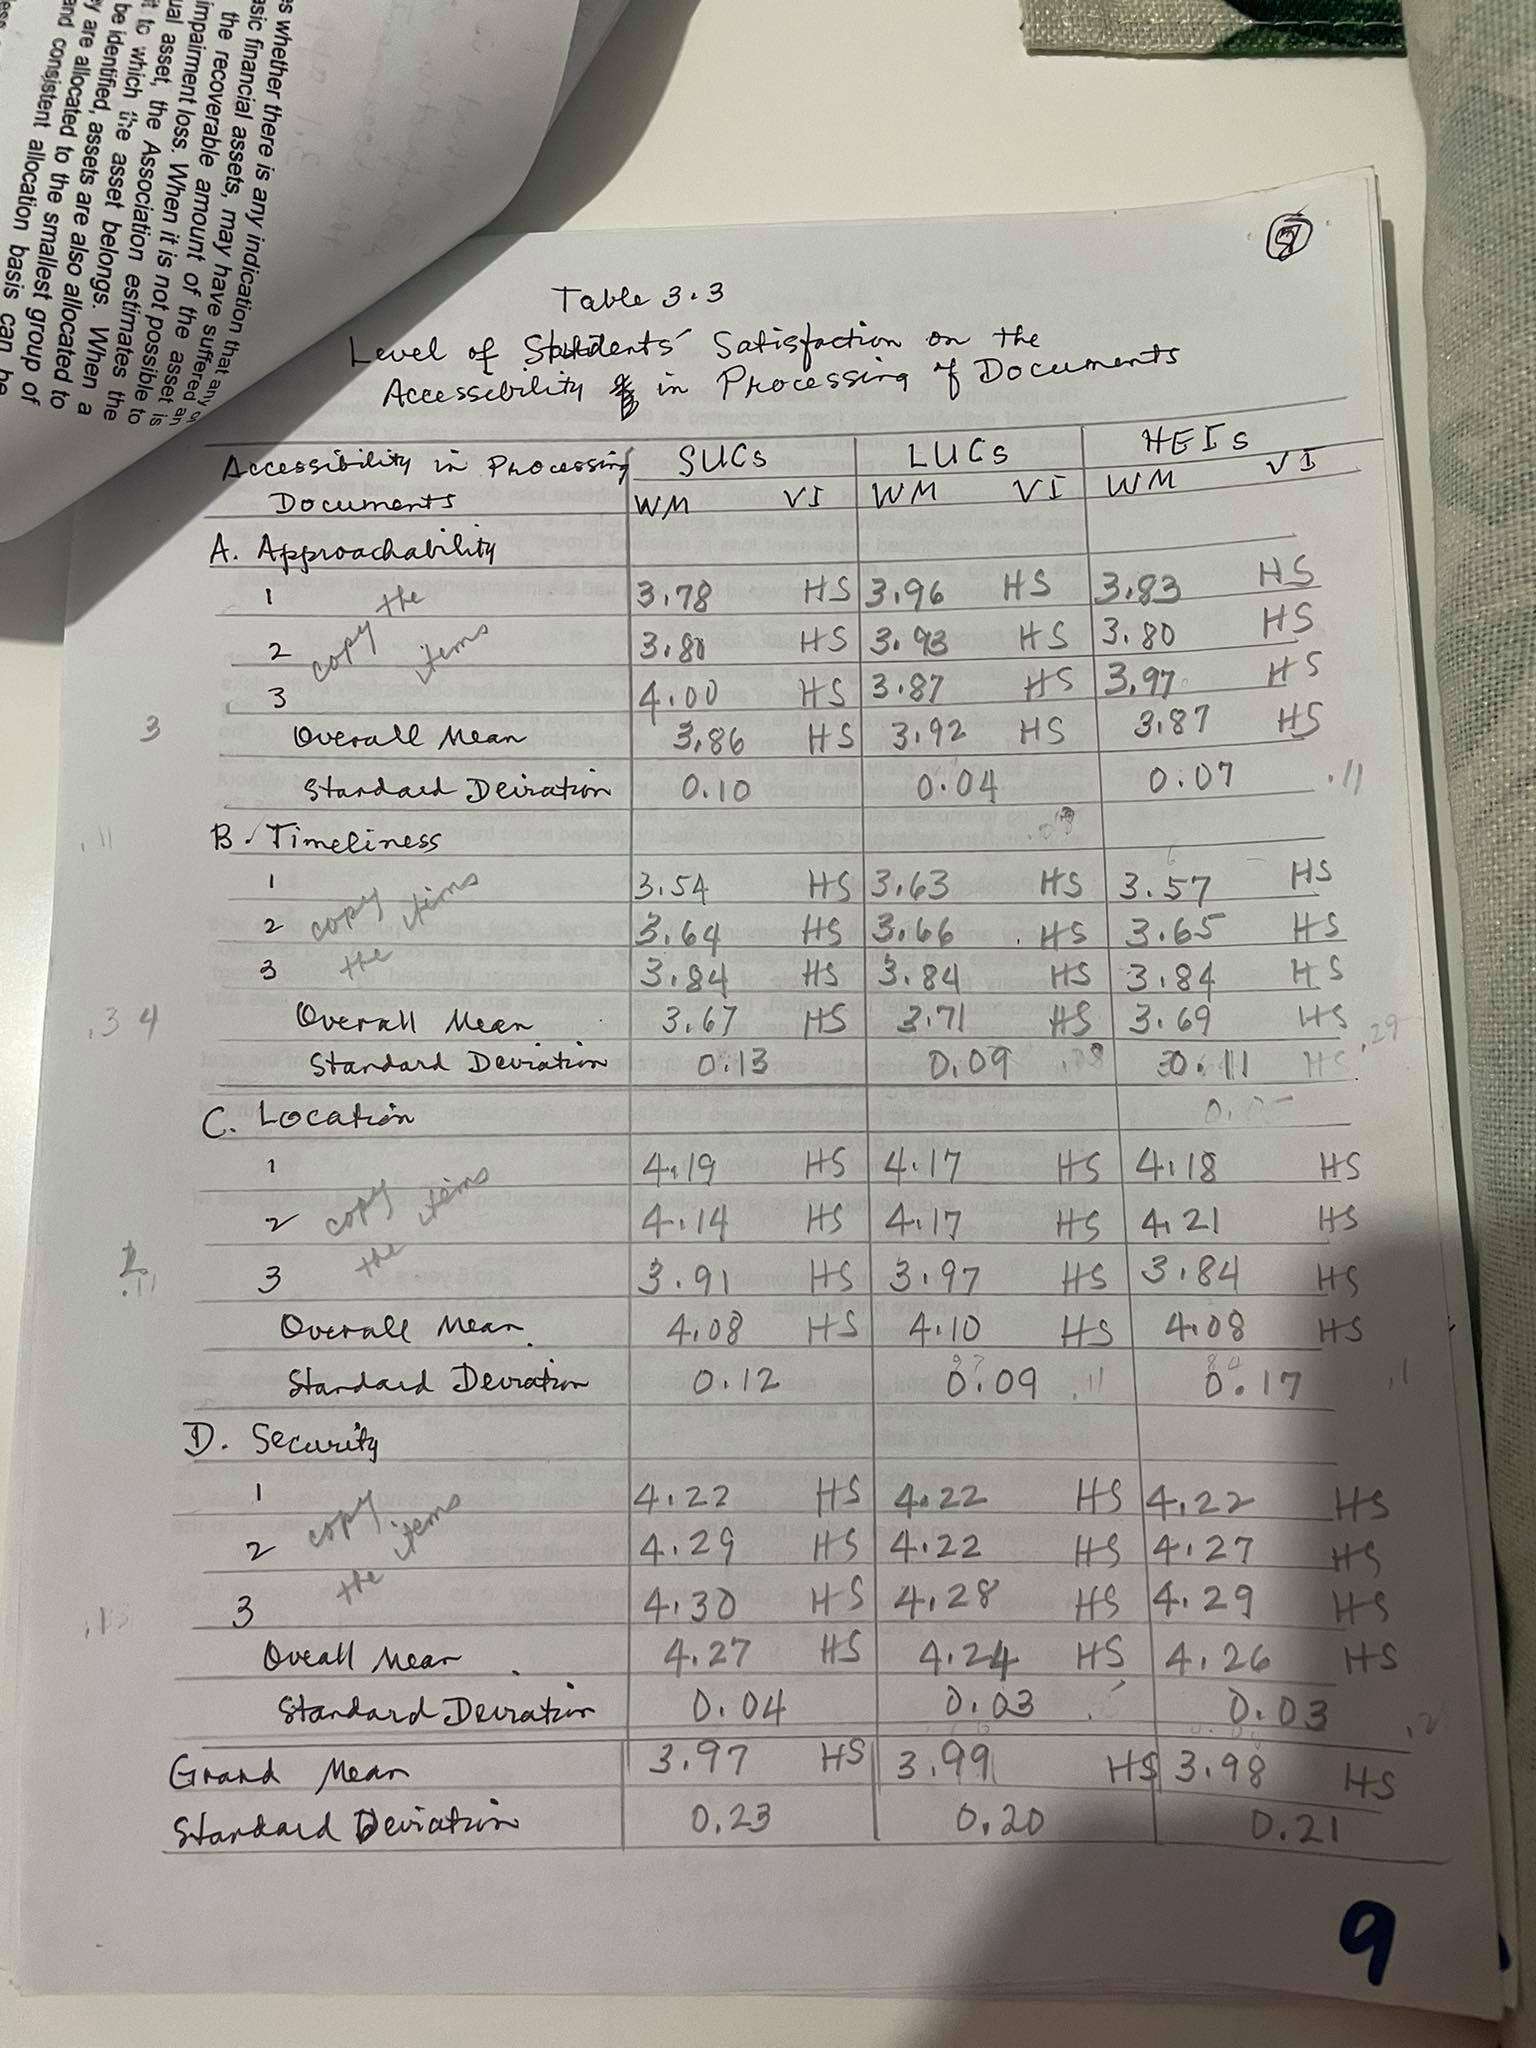 es whether there is any indication that any
asic financial assets, may have suffered an
the recoverable amount of the asset is
impairment loss. When it is not possible to
ual asset, the Association estimates the
it to which the asset belongs. When a
be identified, assets are also allocated to
y are allocated to the smallest group of
and consistent allocation basis can be
Table 3.3
Level of Students' Satisfaction on the
Accessebility in Processing of Documents
Accessibility in Processing Documents SUCs LUCs HEIs
WM VI WM VI WM VI
A. Approachability
1 3.78 HS 3.96 HS 3.83 HS
copy the items
2 3.80 HS 3.93 HS 3.80 HS
3 4.00 HS 3.87 HS 3.97 HS
3 Overall Mean 3.86 HS 3.92 HS 3.87 HS
Standard Deviation 0.10 0.04 0.07 .11
.11 B. Timeliness
1 3.54 HS 3.63 HS 3.57 HS
copy the items
2 3.64 HS 3.66 HS 3.65 HS
3 3.84 HS 3.84 HS 3.84 HS
.34 Overall Mean 3.67 HS 3.71 HS 3.69 HS
Standard Deviation 0.13 0.09 0.11 HS .29
C. Location
1 4.19 HS 4.17 HS 4.18 HS
copy the items
2 4.14 HS 4.17 HS 4.21 HS
.11 3 3.91 HS 3.97 HS 3.84 HS
Overall Mean 4.08 HS 4.10 HS 4.08 HS
Standard Deviation 0.12 0.09 .11 0.17 .1
D. Security
1 4.22 HS 4.22 HS 4.22 HS
copy the items
2 4.29 HS 4.22 HS 4.27 HS
3 4.30 HS 4.28 HS 4.29 HS
Oveall Mean 4.27 HS 4.24 HS 4.26 HS
Standard Deviation 0.04 0.03 0.03
Grand Mean 3.97 HS 3.99 HS 3.98 HS
Standard Deviation 0.23 0.20 0.21
9